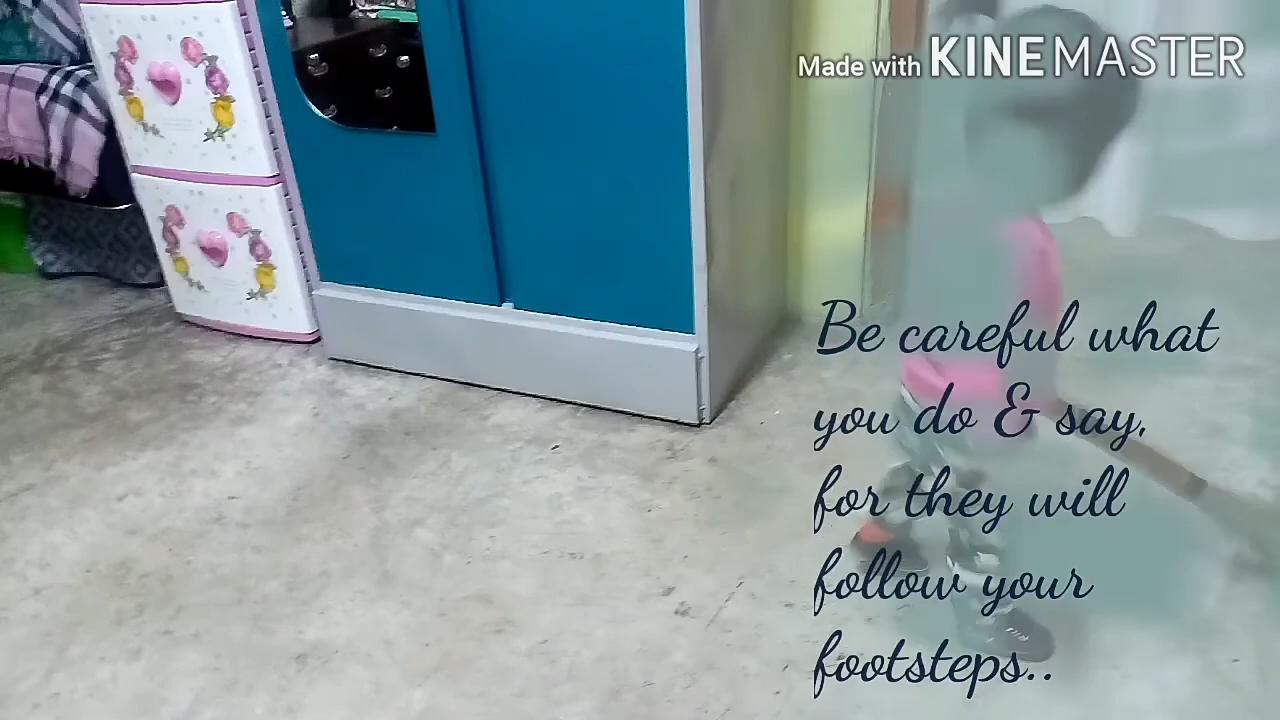 Made with KINEMASTER
Be careful what
you do & say,
for they will
follow your
footsteps..